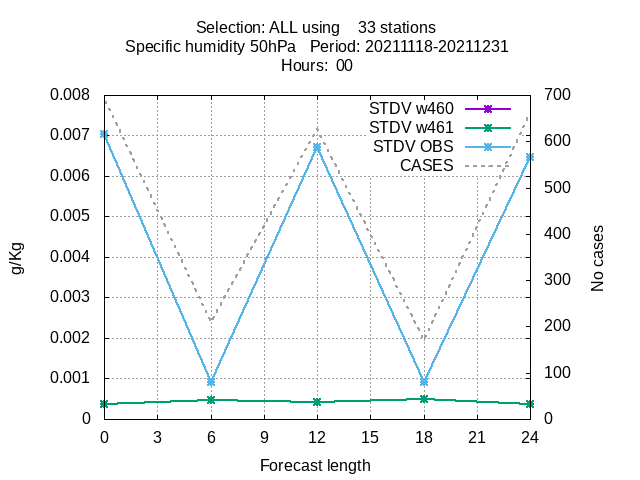 Selection: ALL using    33 stations
Specific humidity 50hPa   Period: 20211118-20211231
Hours:  00
STDV w460
STDV w461
STDV OBS
CASES
0.008
0.007
0.006
0.005
0.004
0.003
0.002
0.001
0
g/Kg
700
600
500
400
300
200
100
0
No cases
0 3 6 9 12 15 18 21 24
Forecast length